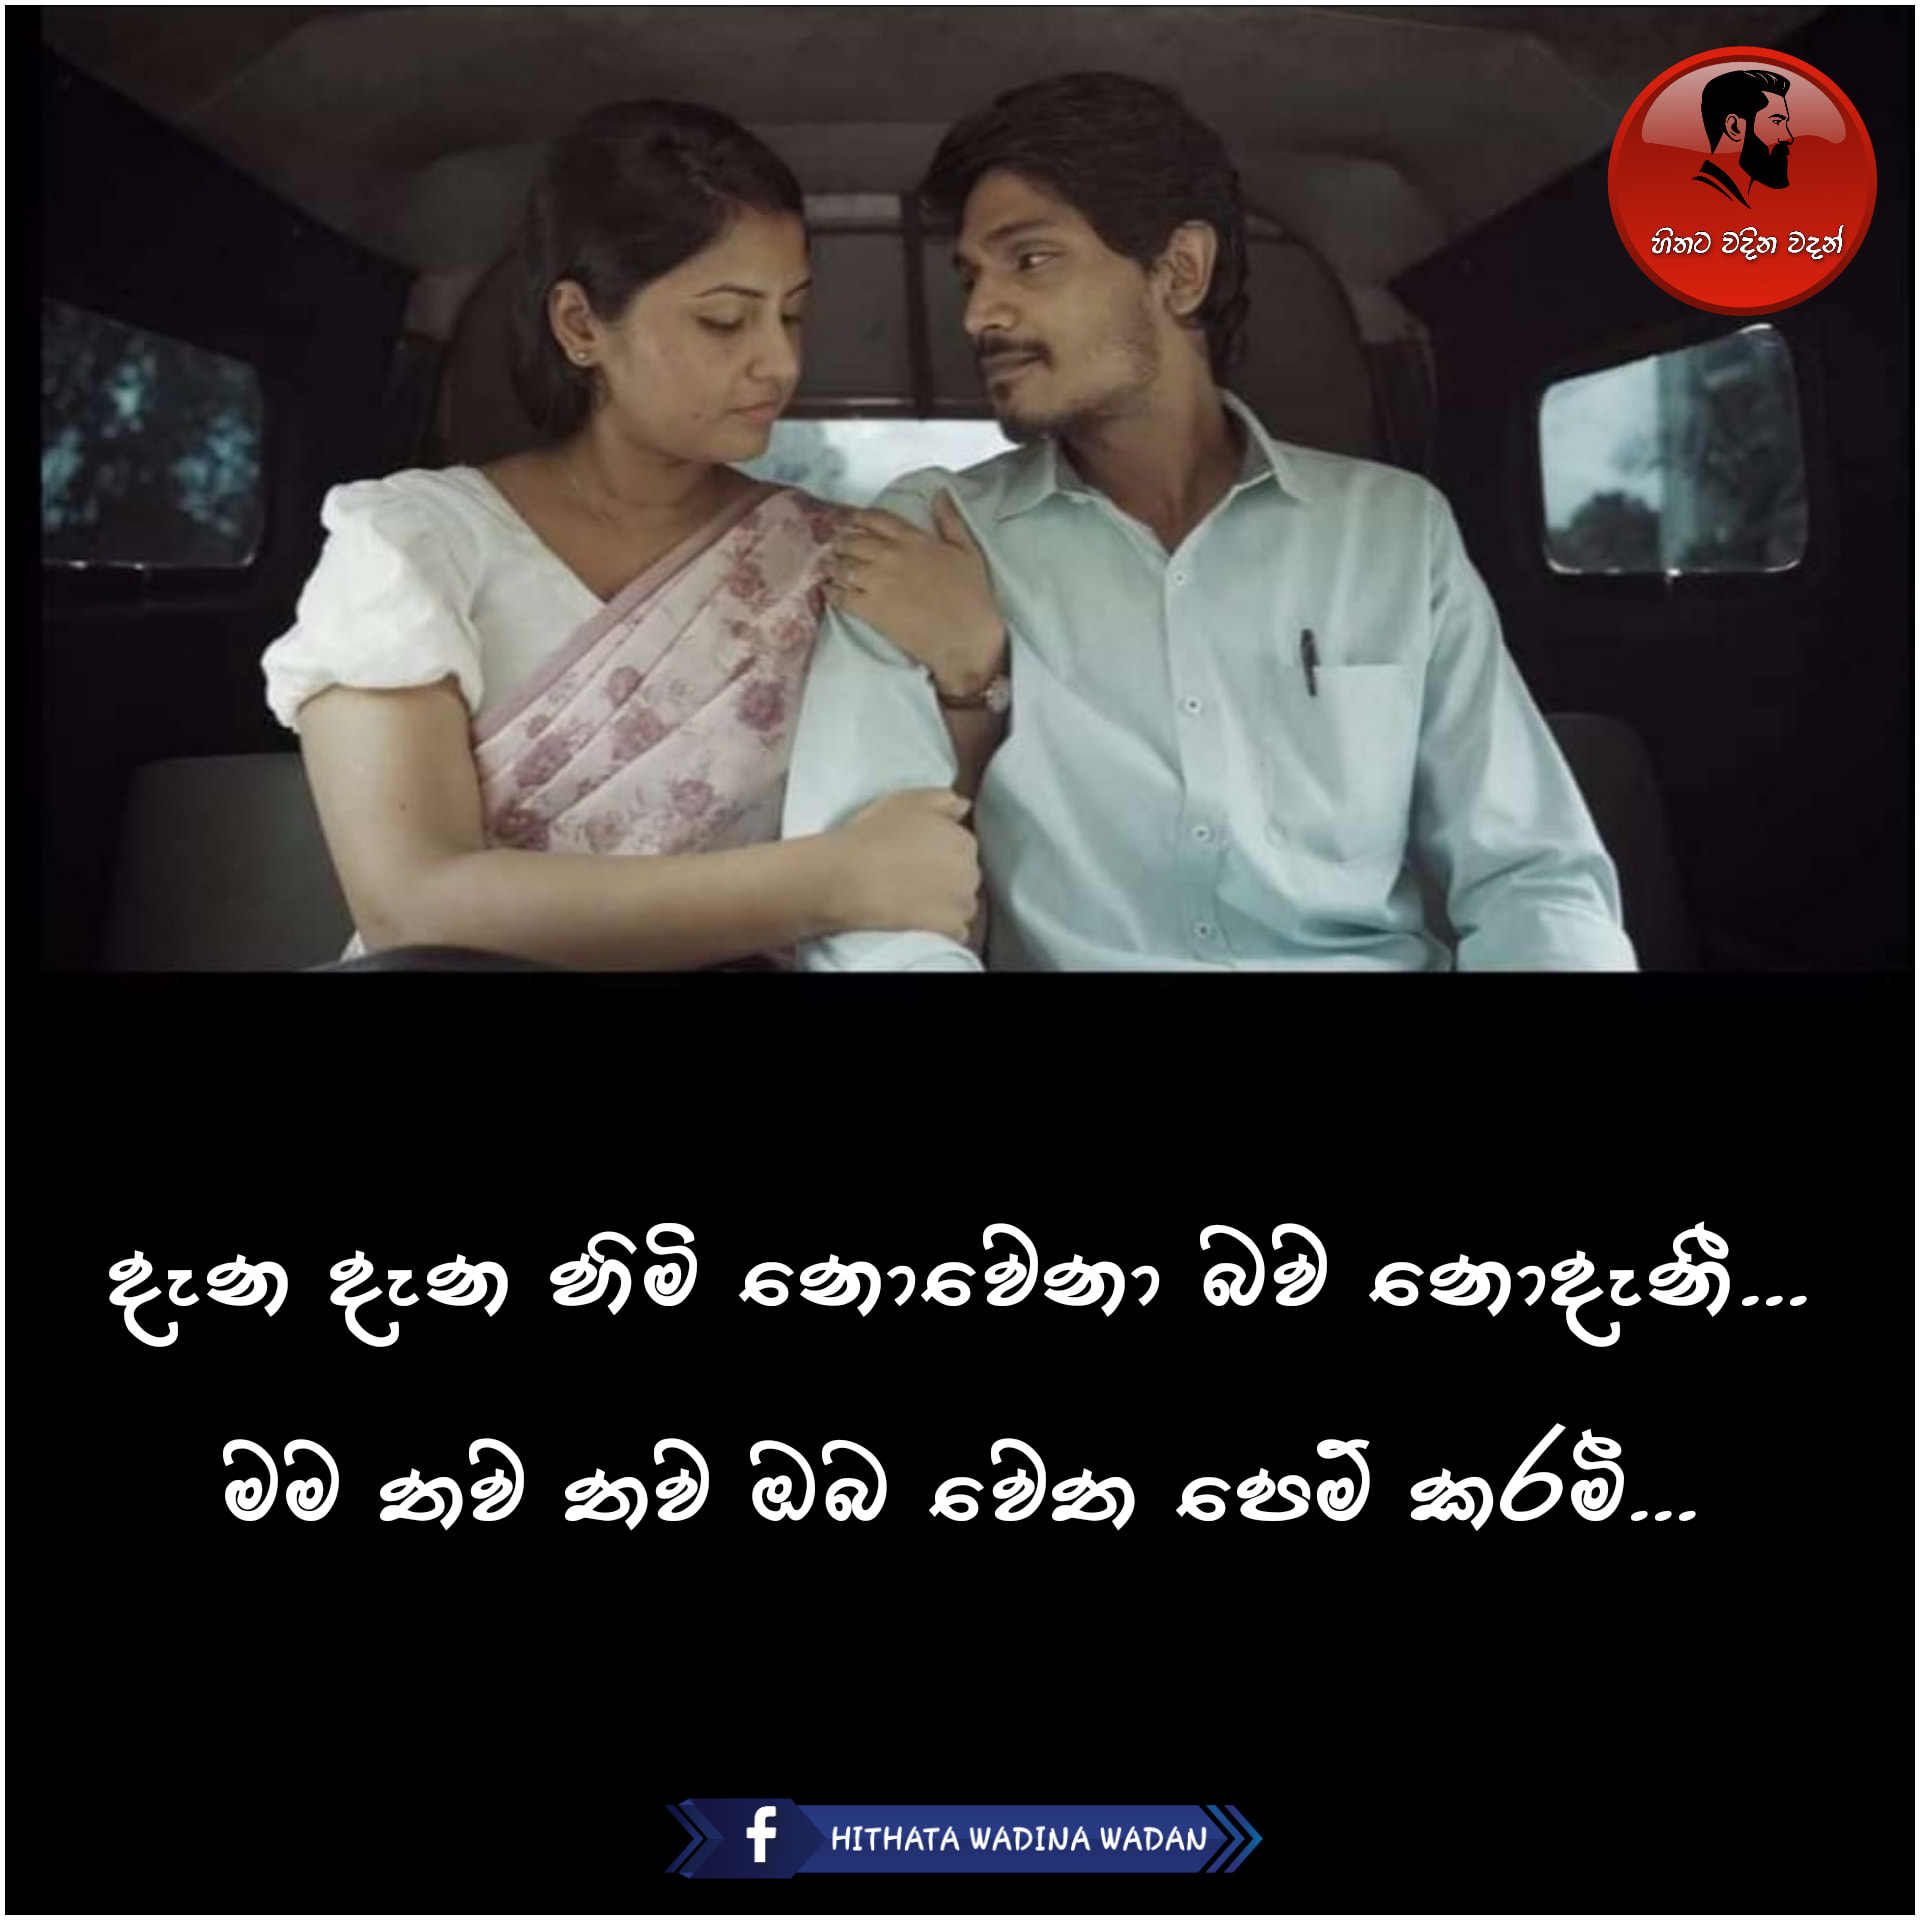 හිතට වදින වදන්
දැන දැන හිමි නොවෙනා බව නොදැනී...
මම තව තව ඔබ වෙත පෙම් කරමි...
f HITHATA WADINA WADAN